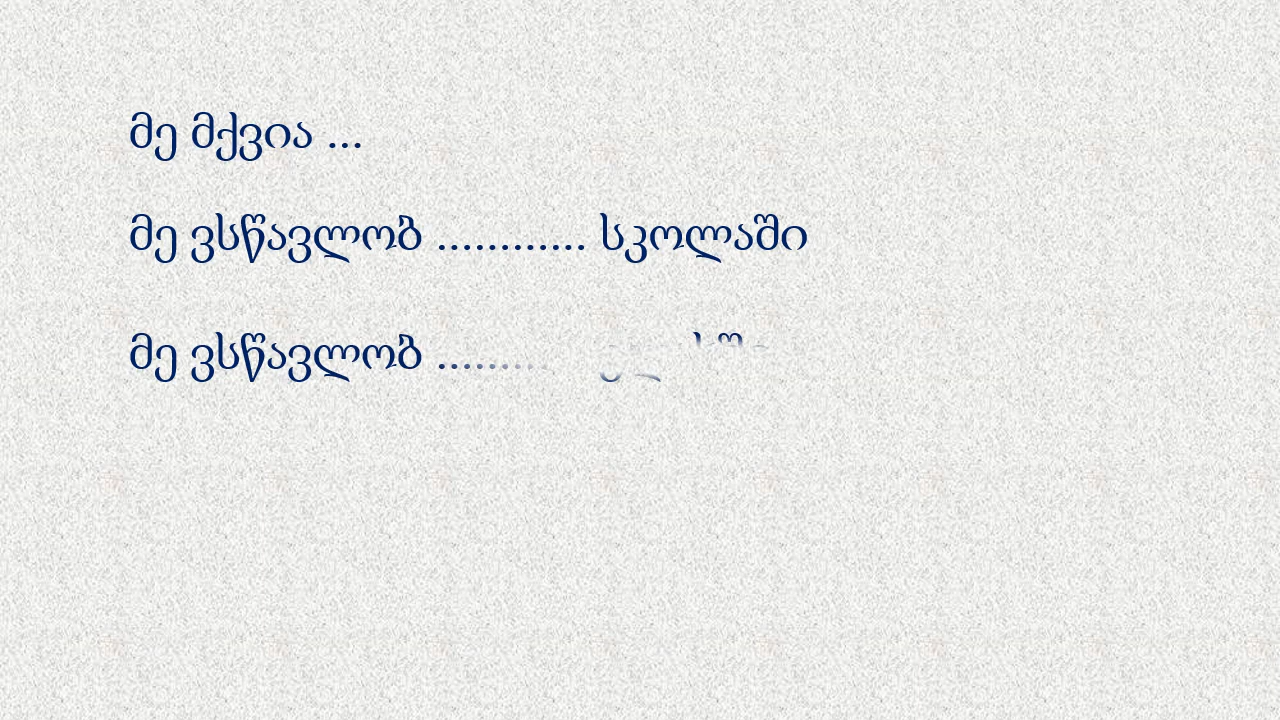 მე მქვია ...
მე ვსწავლობ ............ სკოლაში
მე ვსწავლობ .........